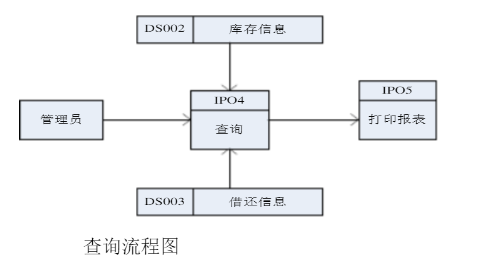 DS002 库存信息
IPO4
查询
管理员
IPO5
打印报表
DS003 借还信息
查询流程图